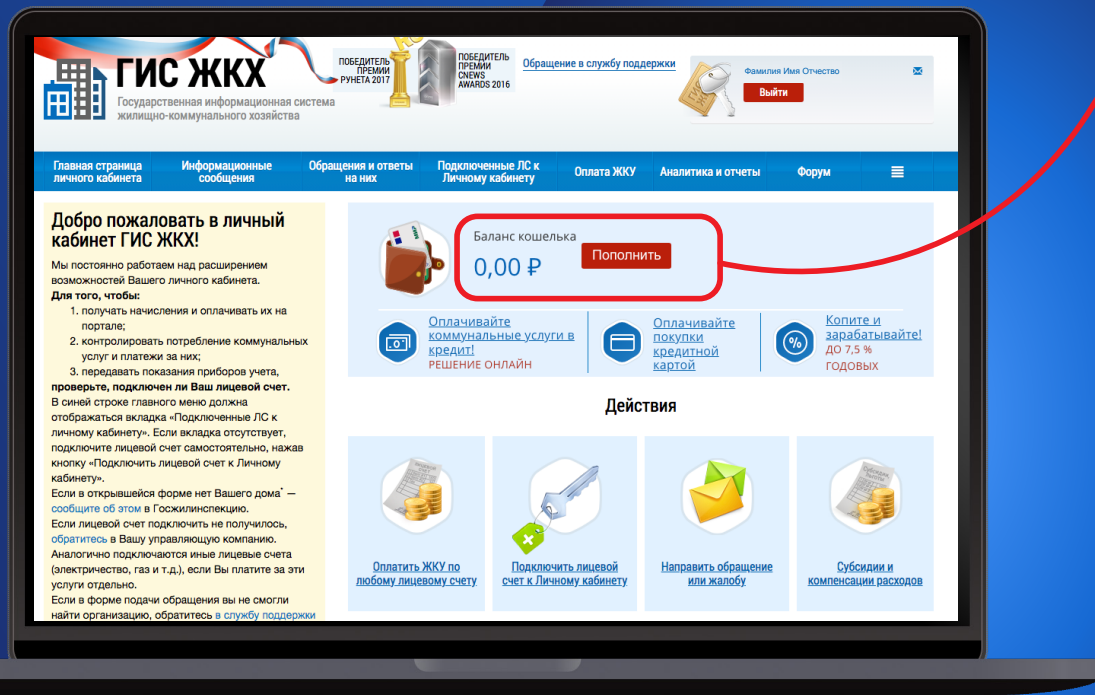 ГИС ЖКХ
Государственная информационная система
жилищно-коммунального хозяйства
ПОБЕДИТЕЛЬ
ПРЕМИИ
РУНЕТА 2017
ПОБЕДИТЕЛЬ
ПРЕМИИ
CNEWS
AWARDS 2016
Обращение в службу поддержки
Фамилия Имя Отчество
Выйти
Главная страница
личного кабинета
Информационные
сообщения
Обращения и ответы
на них
Подключенные ЛС к
Личному кабинету
Оплата ЖКУ
Аналитика и отчеты
Форум
Добро пожаловать в личный
кабинет ГИС ЖКХ!
Мы постоянно работаем над расширением
возможностей Вашего личного кабинета.
Для того, чтобы:
1. получать начисления и оплачивать их на
портале;
2. контролировать потребление коммунальных
услуг и платежи за них;
3. передавать показания приборов учета,
проверьте, подключен ли Ваш лицевой счет.
В синей строке главного меню должна
отображаться вкладка «Подключенные ЛС к
личному кабинету». Если вкладка отсутствует,
подключите лицевой счет самостоятельно, нажав
кнопку «Подключить лицевой счет к Личному
кабинету».
Если в открывшейся форме нет Вашего дома* —
сообщите об этом в Госжилинспекцию.
Если лицевой счет подключить не получилось,
обратитесь в Вашу управляющую компанию.
Аналогично подключаются иные лицевые счета
(электричество, газ и т.д.), если Вы платите за эти
услуги отдельно.
Если в форме подачи обращения вы не смогли
найти организацию, обратитесь в службу поддержки
Баланс кошелька
0,00 ₽
Пополнить
Оплачивайте
коммунальные услуги в
кредит!
РЕШЕНИЕ ОНЛАЙН
Оплачивайте
покупки
кредитной
картой
Копите и
зарабатывайте!
ДО 7,5 %
ГОДОВЫХ
Действия
Оплатить ЖКУ по
любому лицевому счету
Подключить лицевой
счет к Личному кабинету
Направить обращение
или жалобу
Субсидии и
компенсации расходов